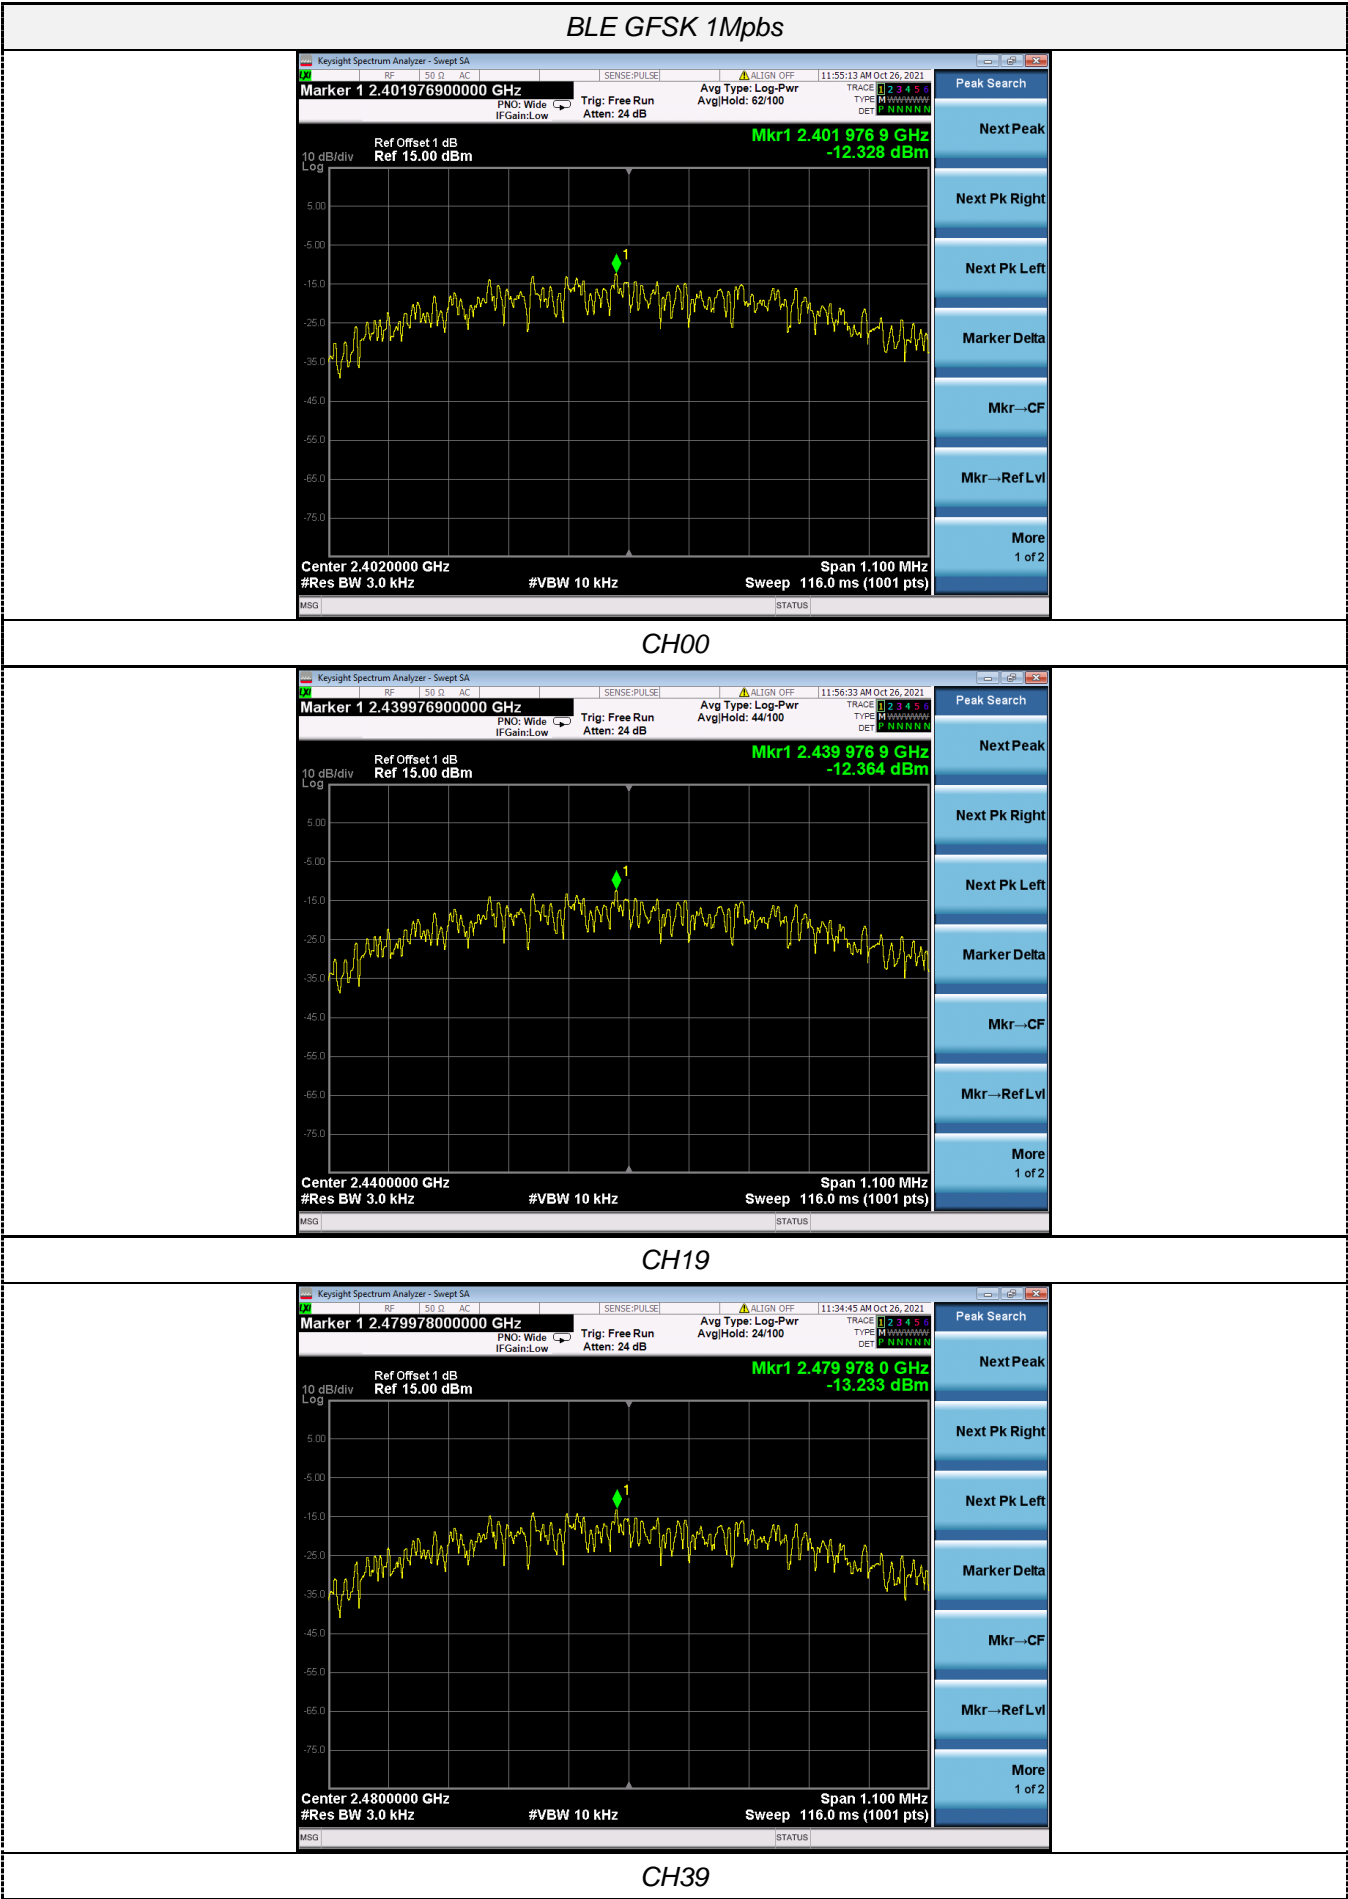 BLE GFSK 1Mpbs
Keysight Spectrum Analyzer - Swept SA
LXI RF 50 Ω AC SENSE:PULSE ALIGN OFF 11:55:13 AM Oct 26, 2021
Marker 1 2.401976900000 GHz
PNO: Wide
IFGain:Low
Trig: Free Run
Atten: 24 dB
Avg Type: Log-Pwr
Avg|Hold: 62/100
TRACE 1 2 3 4 5 6
TYPE M WWWWW
DET P N N N N N
Mkr1 2.401 976 9 GHz
-12.328 dBm
Ref Offset 1 dB
10 dB/div Ref 15.00 dBm
Log
5.00
-5.00
-15.0
-25.0
-35.0
-45.0
-55.0
-65.0
-75.0
1
Center 2.4020000 GHz Span 1.100 MHz
#Res BW 3.0 kHz #VBW 10 kHz Sweep 116.0 ms (1001 pts)
MSG STATUS
Peak Search
Next Peak
Next Pk Right
Next Pk Left
Marker Delta
Mkr→CF
Mkr→Ref Lvl
More
1 of 2
CH00
Keysight Spectrum Analyzer - Swept SA
LXI RF 50 Ω AC SENSE:PULSE ALIGN OFF 11:56:33 AM Oct 26, 2021
Marker 1 2.439976900000 GHz
PNO: Wide
IFGain:Low
Trig: Free Run
Atten: 24 dB
Avg Type: Log-Pwr
Avg|Hold: 44/100
TRACE 1 2 3 4 5 6
TYPE M WWWWW
DET P N N N N N
Mkr1 2.439 976 9 GHz
-12.364 dBm
Ref Offset 1 dB
10 dB/div Ref 15.00 dBm
Log
5.00
-5.00
-15.0
-25.0
-35.0
-45.0
-55.0
-65.0
-75.0
1
Center 2.4400000 GHz Span 1.100 MHz
#Res BW 3.0 kHz #VBW 10 kHz Sweep 116.0 ms (1001 pts)
MSG STATUS
Peak Search
Next Peak
Next Pk Right
Next Pk Left
Marker Delta
Mkr→CF
Mkr→Ref Lvl
More
1 of 2
CH19
Keysight Spectrum Analyzer - Swept SA
LXI RF 50 Ω AC SENSE:PULSE ALIGN OFF 11:34:45 AM Oct 26, 2021
Marker 1 2.479978000000 GHz
PNO: Wide
IFGain:Low
Trig: Free Run
Atten: 24 dB
Avg Type: Log-Pwr
Avg|Hold: 24/100
TRACE 1 2 3 4 5 6
TYPE M WWWWW
DET P N N N N N
Mkr1 2.479 978 0 GHz
-13.233 dBm
Ref Offset 1 dB
10 dB/div Ref 15.00 dBm
Log
5.00
-5.00
-15.0
-25.0
-35.0
-45.0
-55.0
-65.0
-75.0
1
Center 2.4800000 GHz Span 1.100 MHz
#Res BW 3.0 kHz #VBW 10 kHz Sweep 116.0 ms (1001 pts)
MSG STATUS
Peak Search
Next Peak
Next Pk Right
Next Pk Left
Marker Delta
Mkr→CF
Mkr→Ref Lvl
More
1 of 2
CH39